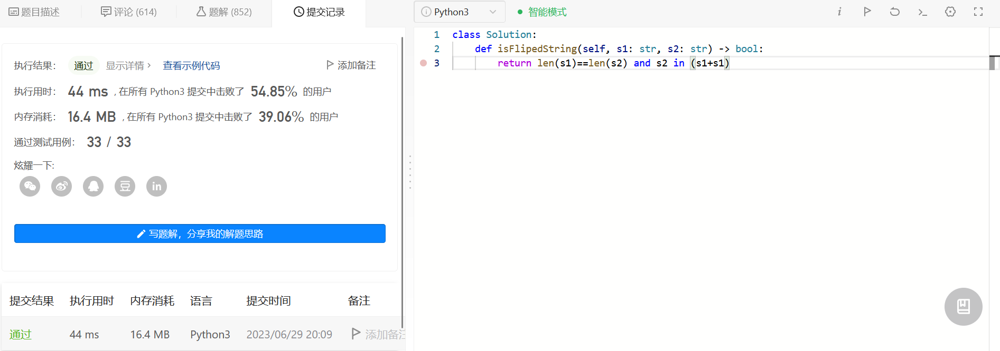 题目描述
评论 (614)
题解 (852)
提交记录
执行结果：
通过
显示详情 >
查看示例代码
添加备注
执行用时： 44 ms , 在所有 Python3 提交中击败了 54.85% 的用户
内存消耗： 16.4 MB , 在所有 Python3 提交中击败了 39.06% 的用户
通过测试用例： 33 / 33
炫耀一下:
豆
in
写题解，分享我的解题思路
提交结果 执行用时 内存消耗 语言 提交时间 备注
通过 44 ms 16.4 MB Python3 2023/06/29 20:09 添加备注
i Python3
智能模式
i
1 class Solution:
2 def isFlipedString(self, s1: str, s2: str) -> bool:
3 return len(s1)==len(s2) and s2 in (s1+s1)